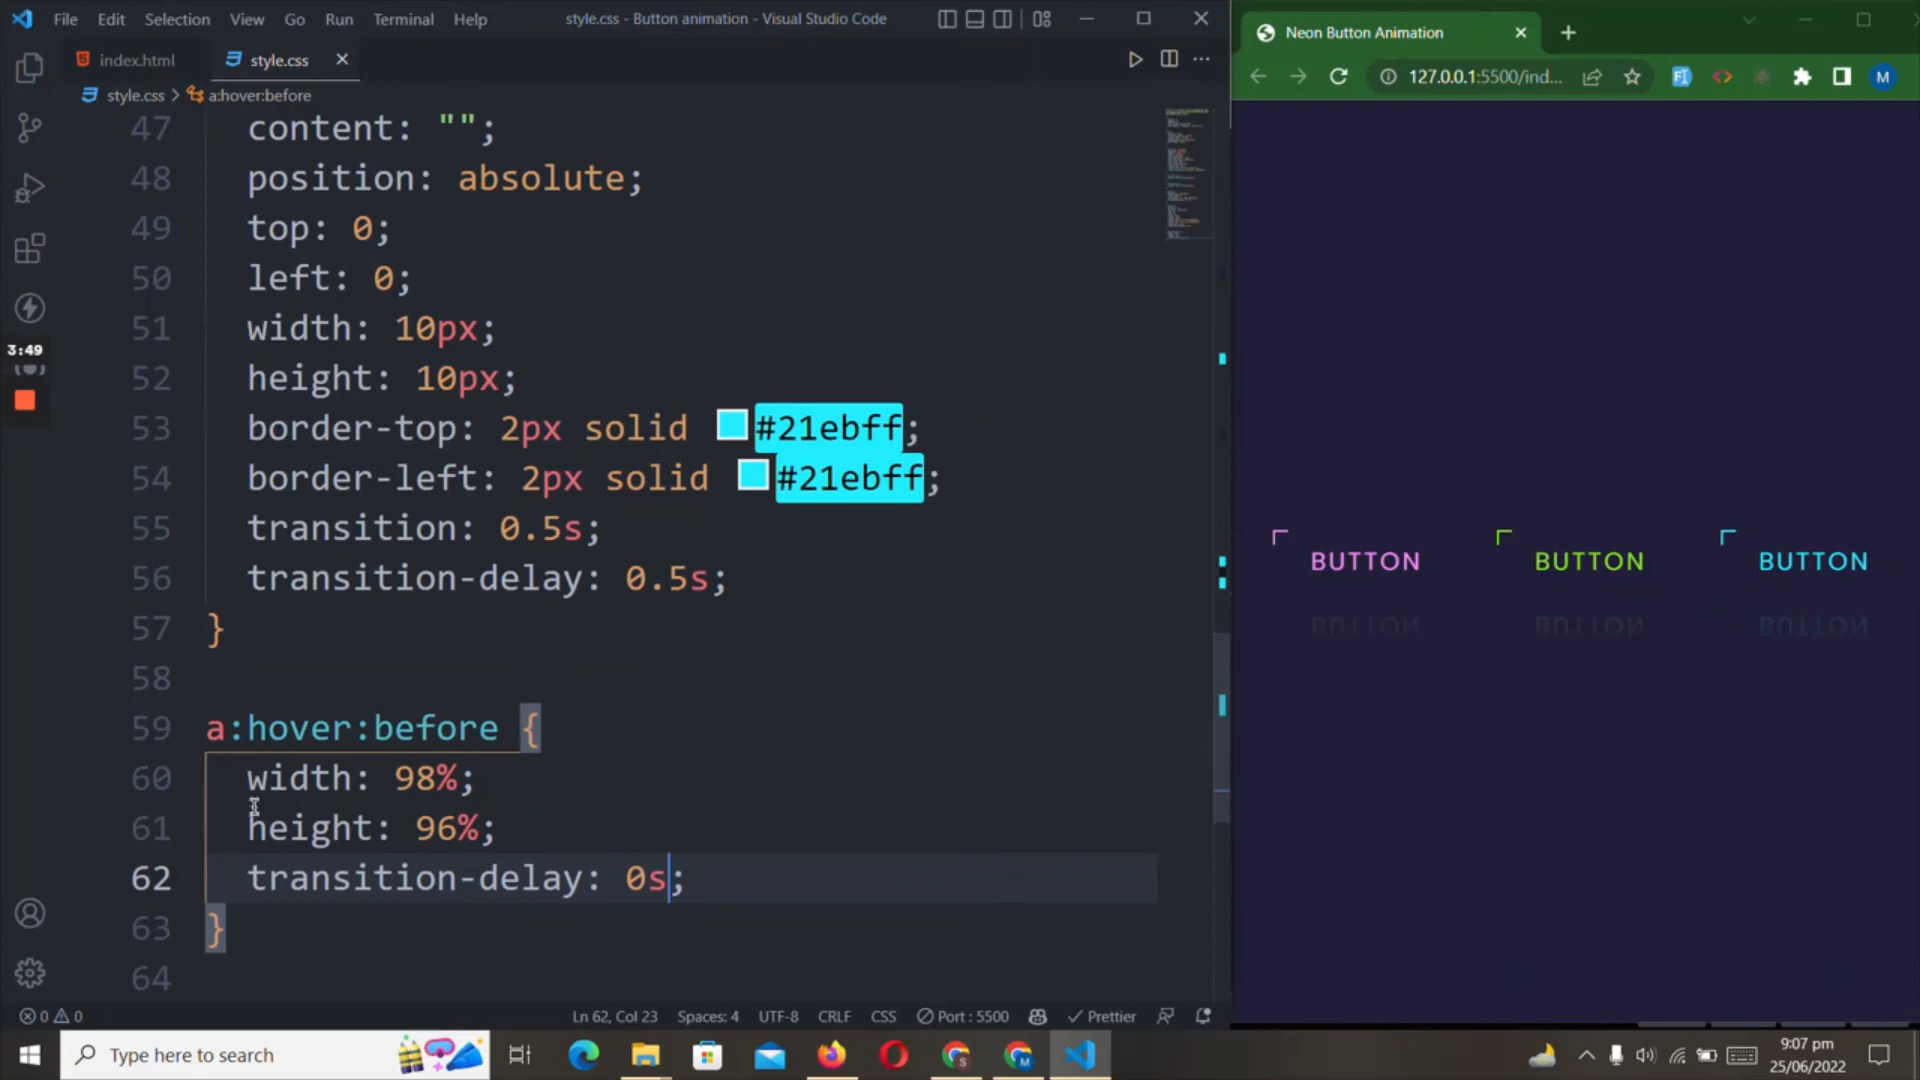 File Edit Selection View Go Run Terminal Help
style.css - Button animation - Visual Studio Code
index.html
style.css
style.css > a:hover:before
47 content: "";
48 position: absolute;
49 top: 0;
50 left: 0;
51 width: 10px;
52 height: 10px;
53 border-top: 2px solid #21ebff;
54 border-left: 2px solid #21ebff;
55 transition: 0.5s;
56 transition-delay: 0.5s;
57 }
58
59 a:hover:before {
60 width: 98%;
61 height: 96%;
62 transition-delay: 0s;
63 }
64
3:49
0 0
Ln 62, Col 23 Spaces: 4 UTF-8 CRLF CSS Port : 5500 Prettier
Neon Button Animation
127.0.0.1:5500/ind...
M
BUTTON BUTTON BUTTON
BUTTON BUTTON BUTTON
Type here to search
S
M
9:07 pm
25/06/2022